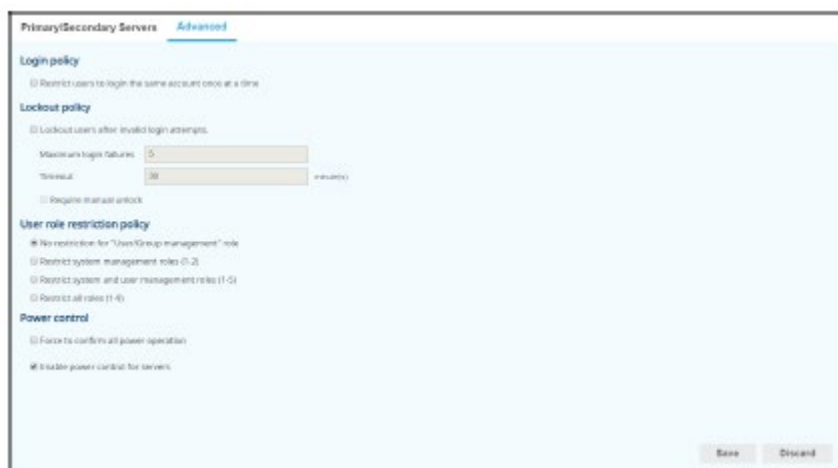 Primary/Secondary Servers Advanced
Login policy
Restrict users to login the same account once at a time
Lockout policy
Lockout users after invalid login attempts.
Maximum login failures 5
Timeout 30 minute(s)
Require manual unlock
User role restriction policy
No restriction for "User/Group management" role
Restrict system management roles (1-2)
Restrict system and user management roles (1-5)
Restrict all roles (1-9)
Power control
Force to confirm all power operation
Enable power control for servers
Save Discard